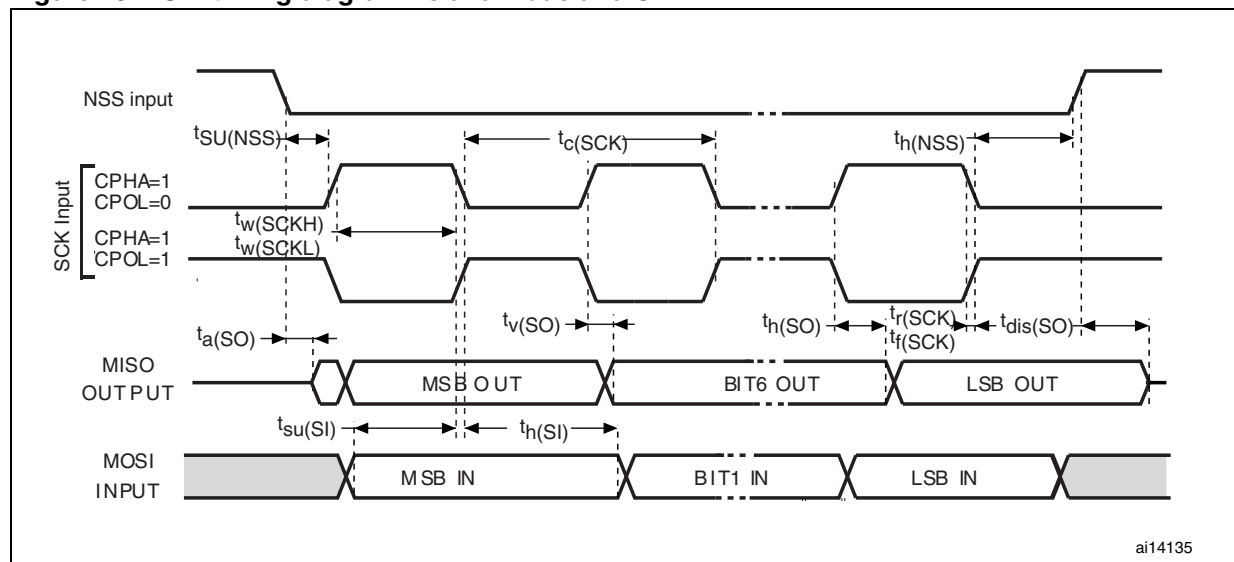 NSS input
tSU(NSS)
tc(SCK)
th(NSS)
SCK Input
CPHA=1
CPOL=0
tw(SCKH)
CPHA=1
tw(SCKL)
CPOL=1
ta(SO)
tv(SO)
th(SO)
tr(SCK)
tf(SCK)
tdis(SO)
MISO
OUTPUT
MSB OUT
BIT6 OUT
LSB OUT
tsu(SI)
th(SI)
MOSI
INPUT
MSB IN
BIT1 IN
LSB IN
ai14135